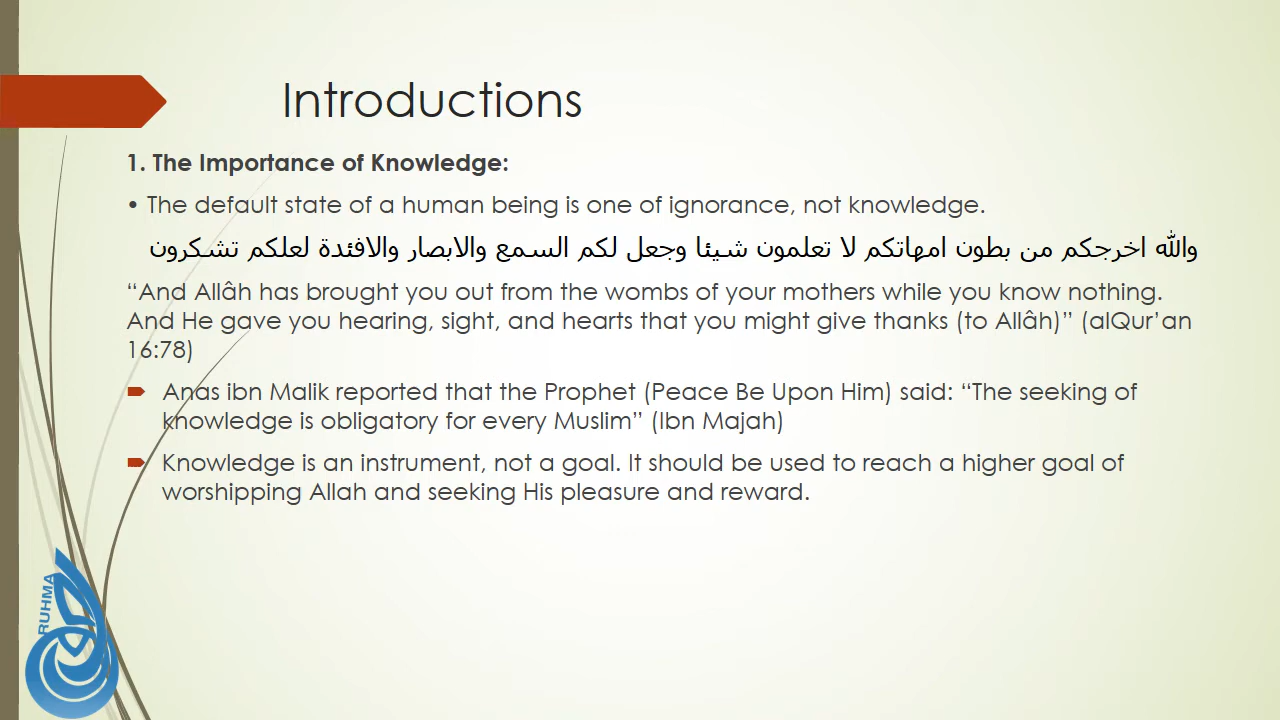 Introductions
1. The Importance of Knowledge:
• The default state of a human being is one of ignorance, not knowledge.
والله اخرجكم من بطون امهاتكم لا تعلمون شيئا وجعل لكم السمع والابصار والافئدة لعلكم تشكرون
“And Allâh has brought you out from the wombs of your mothers while you know nothing.
And He gave you hearing, sight, and hearts that you might give thanks (to Allâh)” (alQur’an
16:78)
Anas ibn Malik reported that the Prophet (Peace Be Upon Him) said: “The seeking of
knowledge is obligatory for every Muslim” (Ibn Majah)
Knowledge is an instrument, not a goal. It should be used to reach a higher goal of
worshipping Allah and seeking His pleasure and reward.
RUHMA